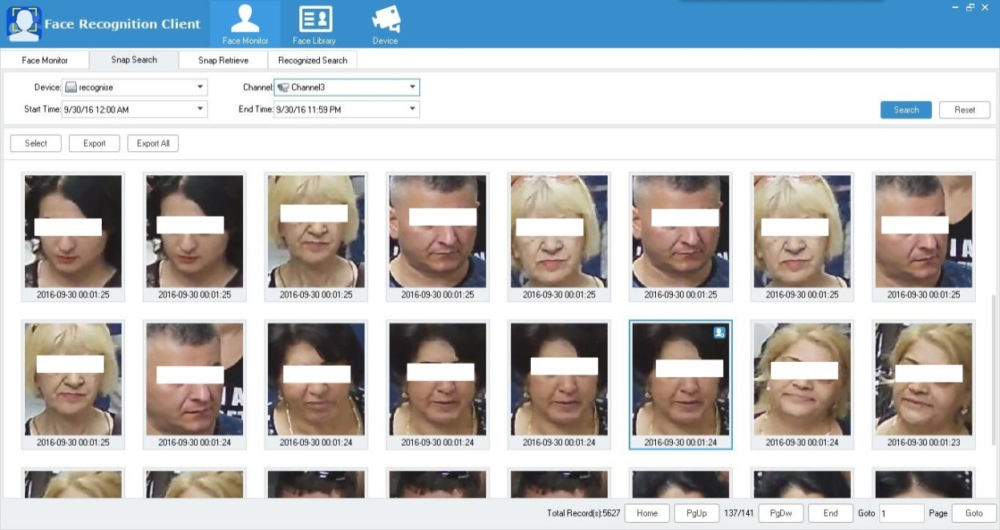 Face Recognition Client
Face Monitor Face Library Device
Face Monitor Snap Search Snap Retrieve Recognized Search
Device: recognise Channel: Channel3
Start Time: 9/30/16 12:00 AM End Time: 9/30/16 11:59 PM Search Reset
Select Export Export All
2016-09-30 00:01:25 2016-09-30 00:01:25 2016-09-30 00:01:25 2016-09-30 00:01:25 2016-09-30 00:01:25 2016-09-30 00:01:25 2016-09-30 00:01:25 2016-09-30 00:01:25
2016-09-30 00:01:25 2016-09-30 00:01:24 2016-09-30 00:01:24 2016-09-30 00:01:24 2016-09-30 00:01:24 2016-09-30 00:01:24 2016-09-30 00:01:24 2016-09-30 00:01:23
Total Record(s):5627 Home PgUp 137/141 PgDw End Goto 1 Page Goto